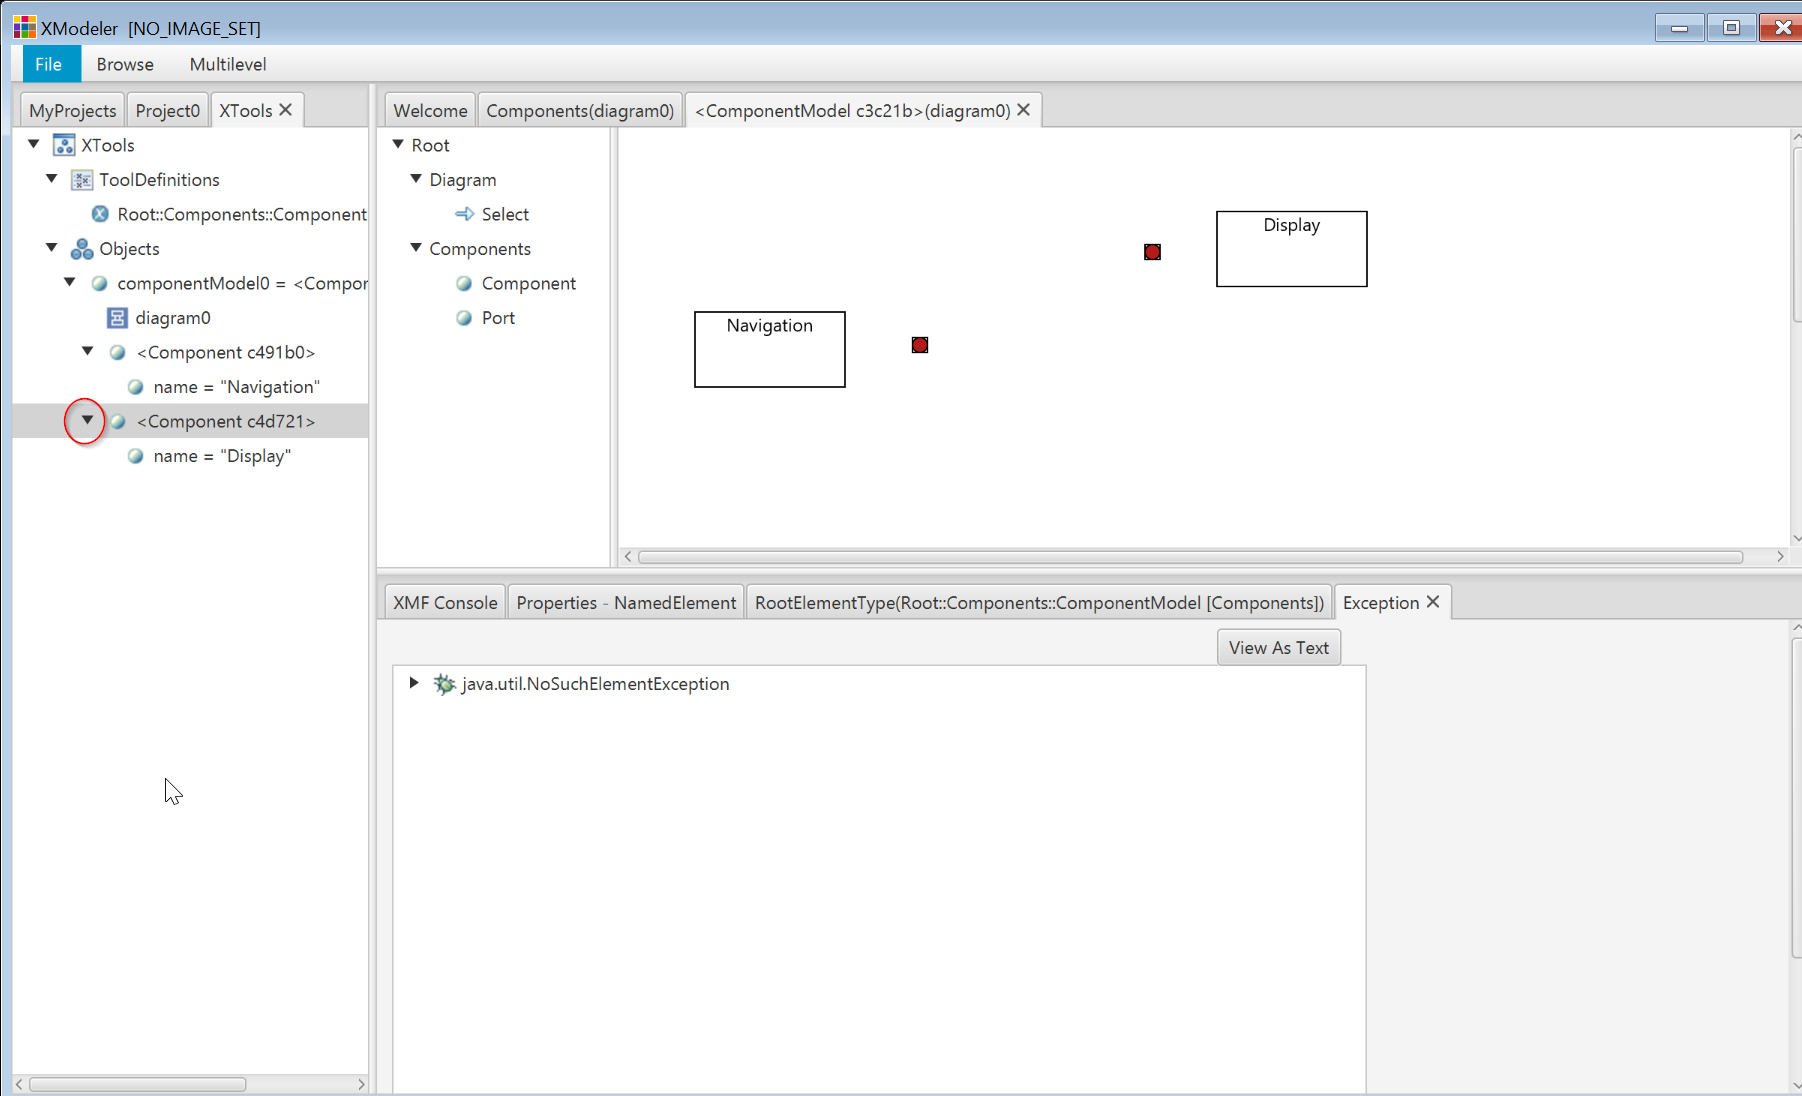 XModeler [NO_IMAGE_SET]
File Browse Multilevel
MyProjects Project0 XTools
XTools
ToolDefinitions
Root::Components::Component
Objects
componentModel0 = <Compor
diagram0
<Component c491b0>
name = "Navigation"
<Component c4d721>
name = "Display"
Welcome Components(diagram0) <ComponentModel c3c21b>(diagram0)
Root
Diagram
Select
Components
Component
Port
Display
Navigation
XMF Console Properties - NamedElement RootElementType(Root::Components::ComponentModel [Components]) Exception
View As Text
java.util.NoSuchElementException